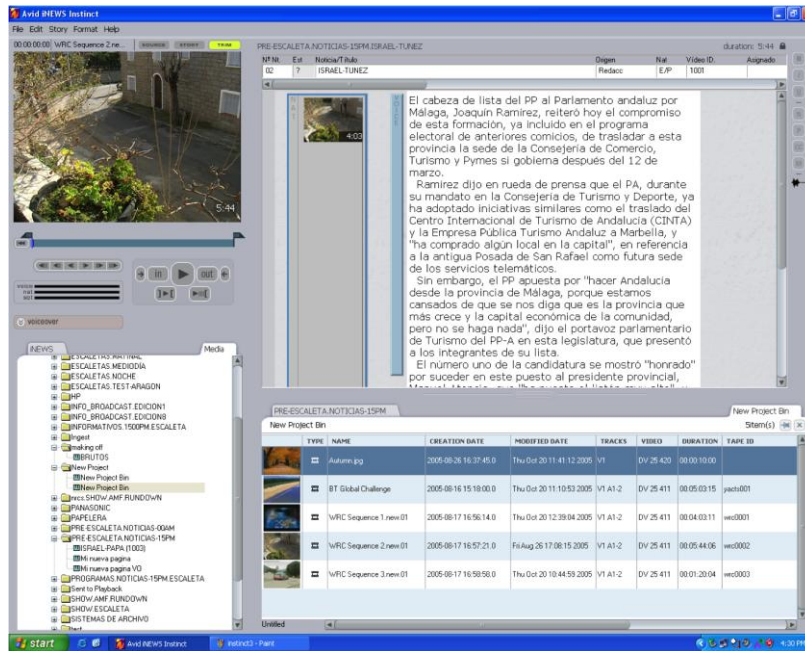 Avid iNEWS Instinct
File Edit Story Format Help
00:00:00:00 WRC Sequence 2.ne... SOURCE STORY TRIM
PRE-ESCALETA.NOTICIAS-15PM.ISRAEL-TUNEZ duration: 5:44
Nº Nt. Est Noticia/Título Origen Nat Vídeo ID. Asignado
02 ? ISRAEL-TUNEZ Redacc E/P 1001
4:03
5:44
El cabeza de lista del PP al Parlamento andaluz por
Málaga, Joaquín Ramírez, reiteró hoy el compromiso
de esta formación, ya incluido en el programa
electoral de anteriores comicios, de trasladar a esta
provincia la sede de la Consejería de Comercio,
Turismo y Pymes si gobierna después del 12 de
marzo.
Ramírez dijo en rueda de prensa que el PA, durante
su mandato en la Consejería de Turismo y Deporte, ya
ha adoptado iniciativas similares como el traslado del
Centro Internacional de Turismo de Andalucía (CINTA)
y la Empresa Pública Turismo Andaluz a Marbella, y
"ha comprado algún local en la capital", en referencia
a la antigua Posada de San Rafael como futura sede
de los servicios telemáticos.
Sin embargo, el PP apuesta por "hacer Andalucía
desde la provincia de Málaga, porque estamos
cansados de que se nos diga que es la provincia que
más crece y la capital económica de la comunidad,
pero no se haga nada", dijo el portavoz parlamentario
de Turismo del PP-A en esta legislatura, que presentó
a los integrantes de su lista.
El número uno de la candidatura se mostró "honrado"
por suceder en este puesto al presidente provincial,
in out
voice
nat
sot
voiceover
iNEWS Media
ESCALETAS.MATINAL
ESCALETAS.MEDIODÍA
ESCALETAS.NOCHE
ESCALETAS.TEST-ARAGON
HP
INFO_BROADCAST.EDICION1
INFO_BROADCAST.EDICION8
INFORMATIVOS.1500PM.ESCALETA
Ingest
making off
BRUTOS
New Project
New Project Bin
New Project Bin
nrcs.SHOW.AMF.RUNDOWN
PANASONIC
PAPELERA
PRE-ESCALETA.NOTICIAS-00AM
PRE-ESCALETA.NOTICIAS-15PM
ISRAEL-PAPA (1003)
Mi nueva pagina
Mi nueva pagina VO
PROGRAMAS.NOTICIAS-15PM.ESCALETA
Sent to Playback
SHOW.AMF.RUNDOWN
SHOW.ESCALETA
SISTEMAS DE ARCHIVO
test
PRE-ESCALETA.NOTICIAS-15PM New Project Bin
New Project Bin 5item(s)
TYPE NAME CREATION DATE MODIFIED DATE TRACKS VIDEO DURATION TAPE ID
Autumn.jpg 2005-08-26 16:37:45.0 Thu Oct 20 11:41:12 2005 V1 DV 25 420 00:00:10:00
BT Global Challenge 2005-08-16 15:18:00.0 Thu Oct 20 11:10:53 2005 V1 A1-2 DV 25 411 00:05:03:15 yacts001
WRC Sequence 1.new.01 2005-08-17 16:56:14.0 Thu Oct 20 12:39:04 2005 V1 A1-2 DV 25 411 00:04:03:11 wrc0001
WRC Sequence 2.new.01 2005-08-17 16:57:21.0 Fri Aug 26 17:08:15 2005 V1 A1-2 DV 25 411 00:05:44:06 wrc0002
WRC Sequence 3.new.01 2005-08-17 16:58:58.0 Thu Oct 20 10:44:59 2005 V1 A1-2 DV 25 411 00:01:20:04 wrc0003
Untitled
start Avid iNEWS Instinct instinct3 - Paint 4:30 PM